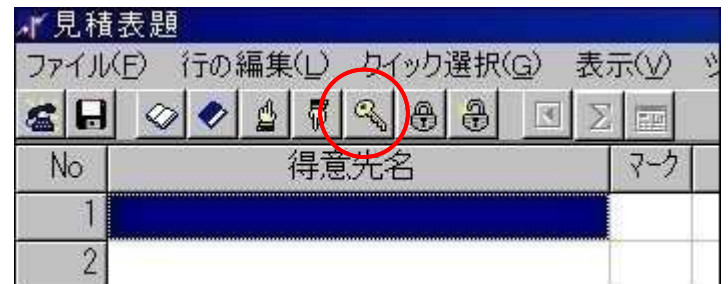 見積表題
ファイル(F) 行の編集(L) クイック選択(G) 表示(V) ツ
No 得意先名 マーク
1
2